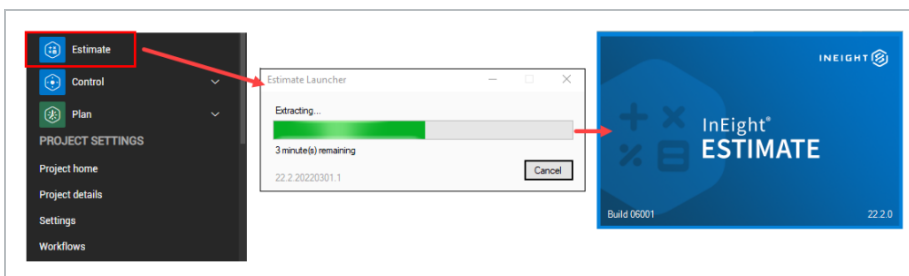 Estimate
Control
Plan
PROJECT SETTINGS
Project home
Project details
Settings
Workflows
Estimate Launcher
Extracting...
3 minute(s) remaining
22.2.20220301.1
Cancel
INEIGHT
InEight®
ESTIMATE
Build 06001
22.2.0